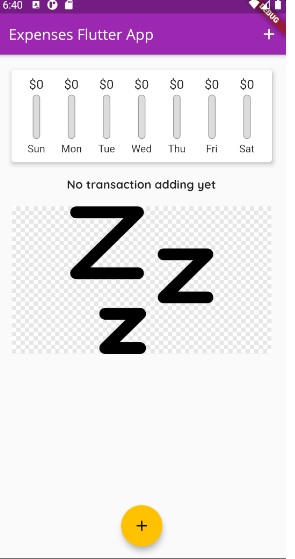 6:40
DEBUG
Expenses Flutter App
+
$0 $0 $0 $0 $0 $0 $0
Sun Mon Tue Wed Thu Fri Sat
No transaction adding yet
Z
z
z
+